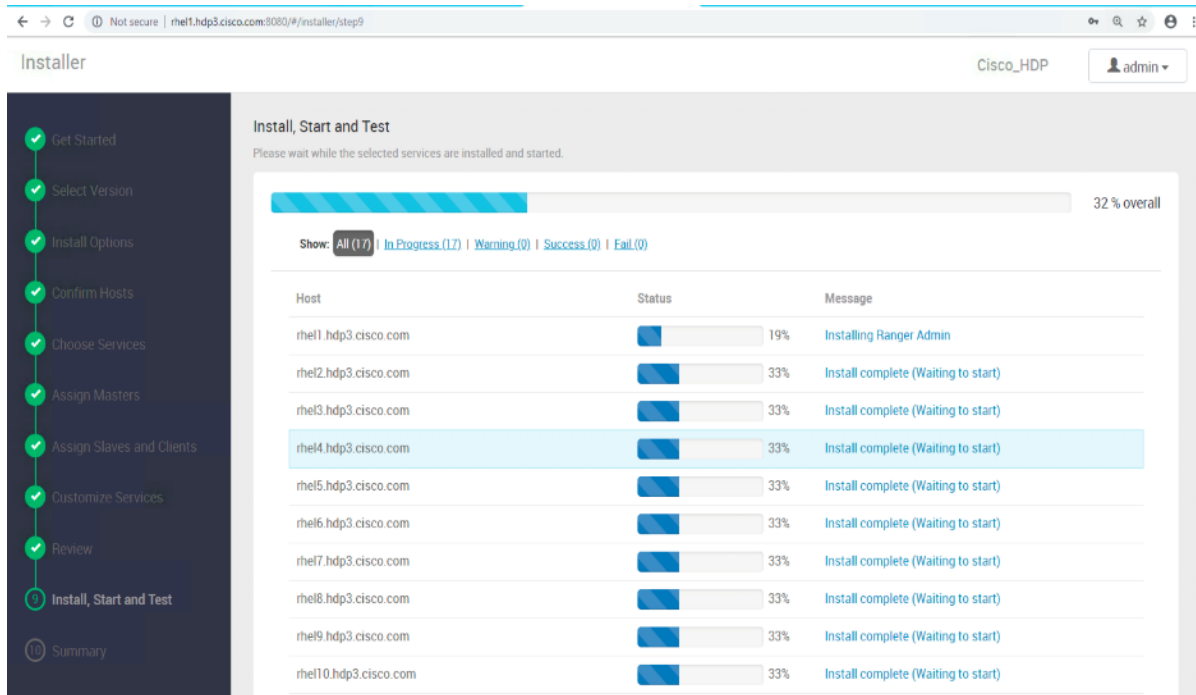 Not secure | rhel1.hdp3.cisco.com:8080/#/installer/step9
Installer
Cisco_HDP
admin
Get Started
Select Version
Install Options
Confirm Hosts
Choose Services
Assign Masters
Assign Slaves and Clients
Customize Services
Review
9 Install, Start and Test
10 Summary
Install, Start and Test
Please wait while the selected services are installed and started.
32 % overall
Show: All (17) | In Progress (17) | Warning (0) | Success (0) | Fail (0)
Host Status Message
rhel1.hdp3.cisco.com 19% Installing Ranger Admin
rhel2.hdp3.cisco.com 33% Install complete (Waiting to start)
rhel3.hdp3.cisco.com 33% Install complete (Waiting to start)
rhel4.hdp3.cisco.com 33% Install complete (Waiting to start)
rhel5.hdp3.cisco.com 33% Install complete (Waiting to start)
rhel6.hdp3.cisco.com 33% Install complete (Waiting to start)
rhel7.hdp3.cisco.com 33% Install complete (Waiting to start)
rhel8.hdp3.cisco.com 33% Install complete (Waiting to start)
rhel9.hdp3.cisco.com 33% Install complete (Waiting to start)
rhel10.hdp3.cisco.com 33% Install complete (Waiting to start)